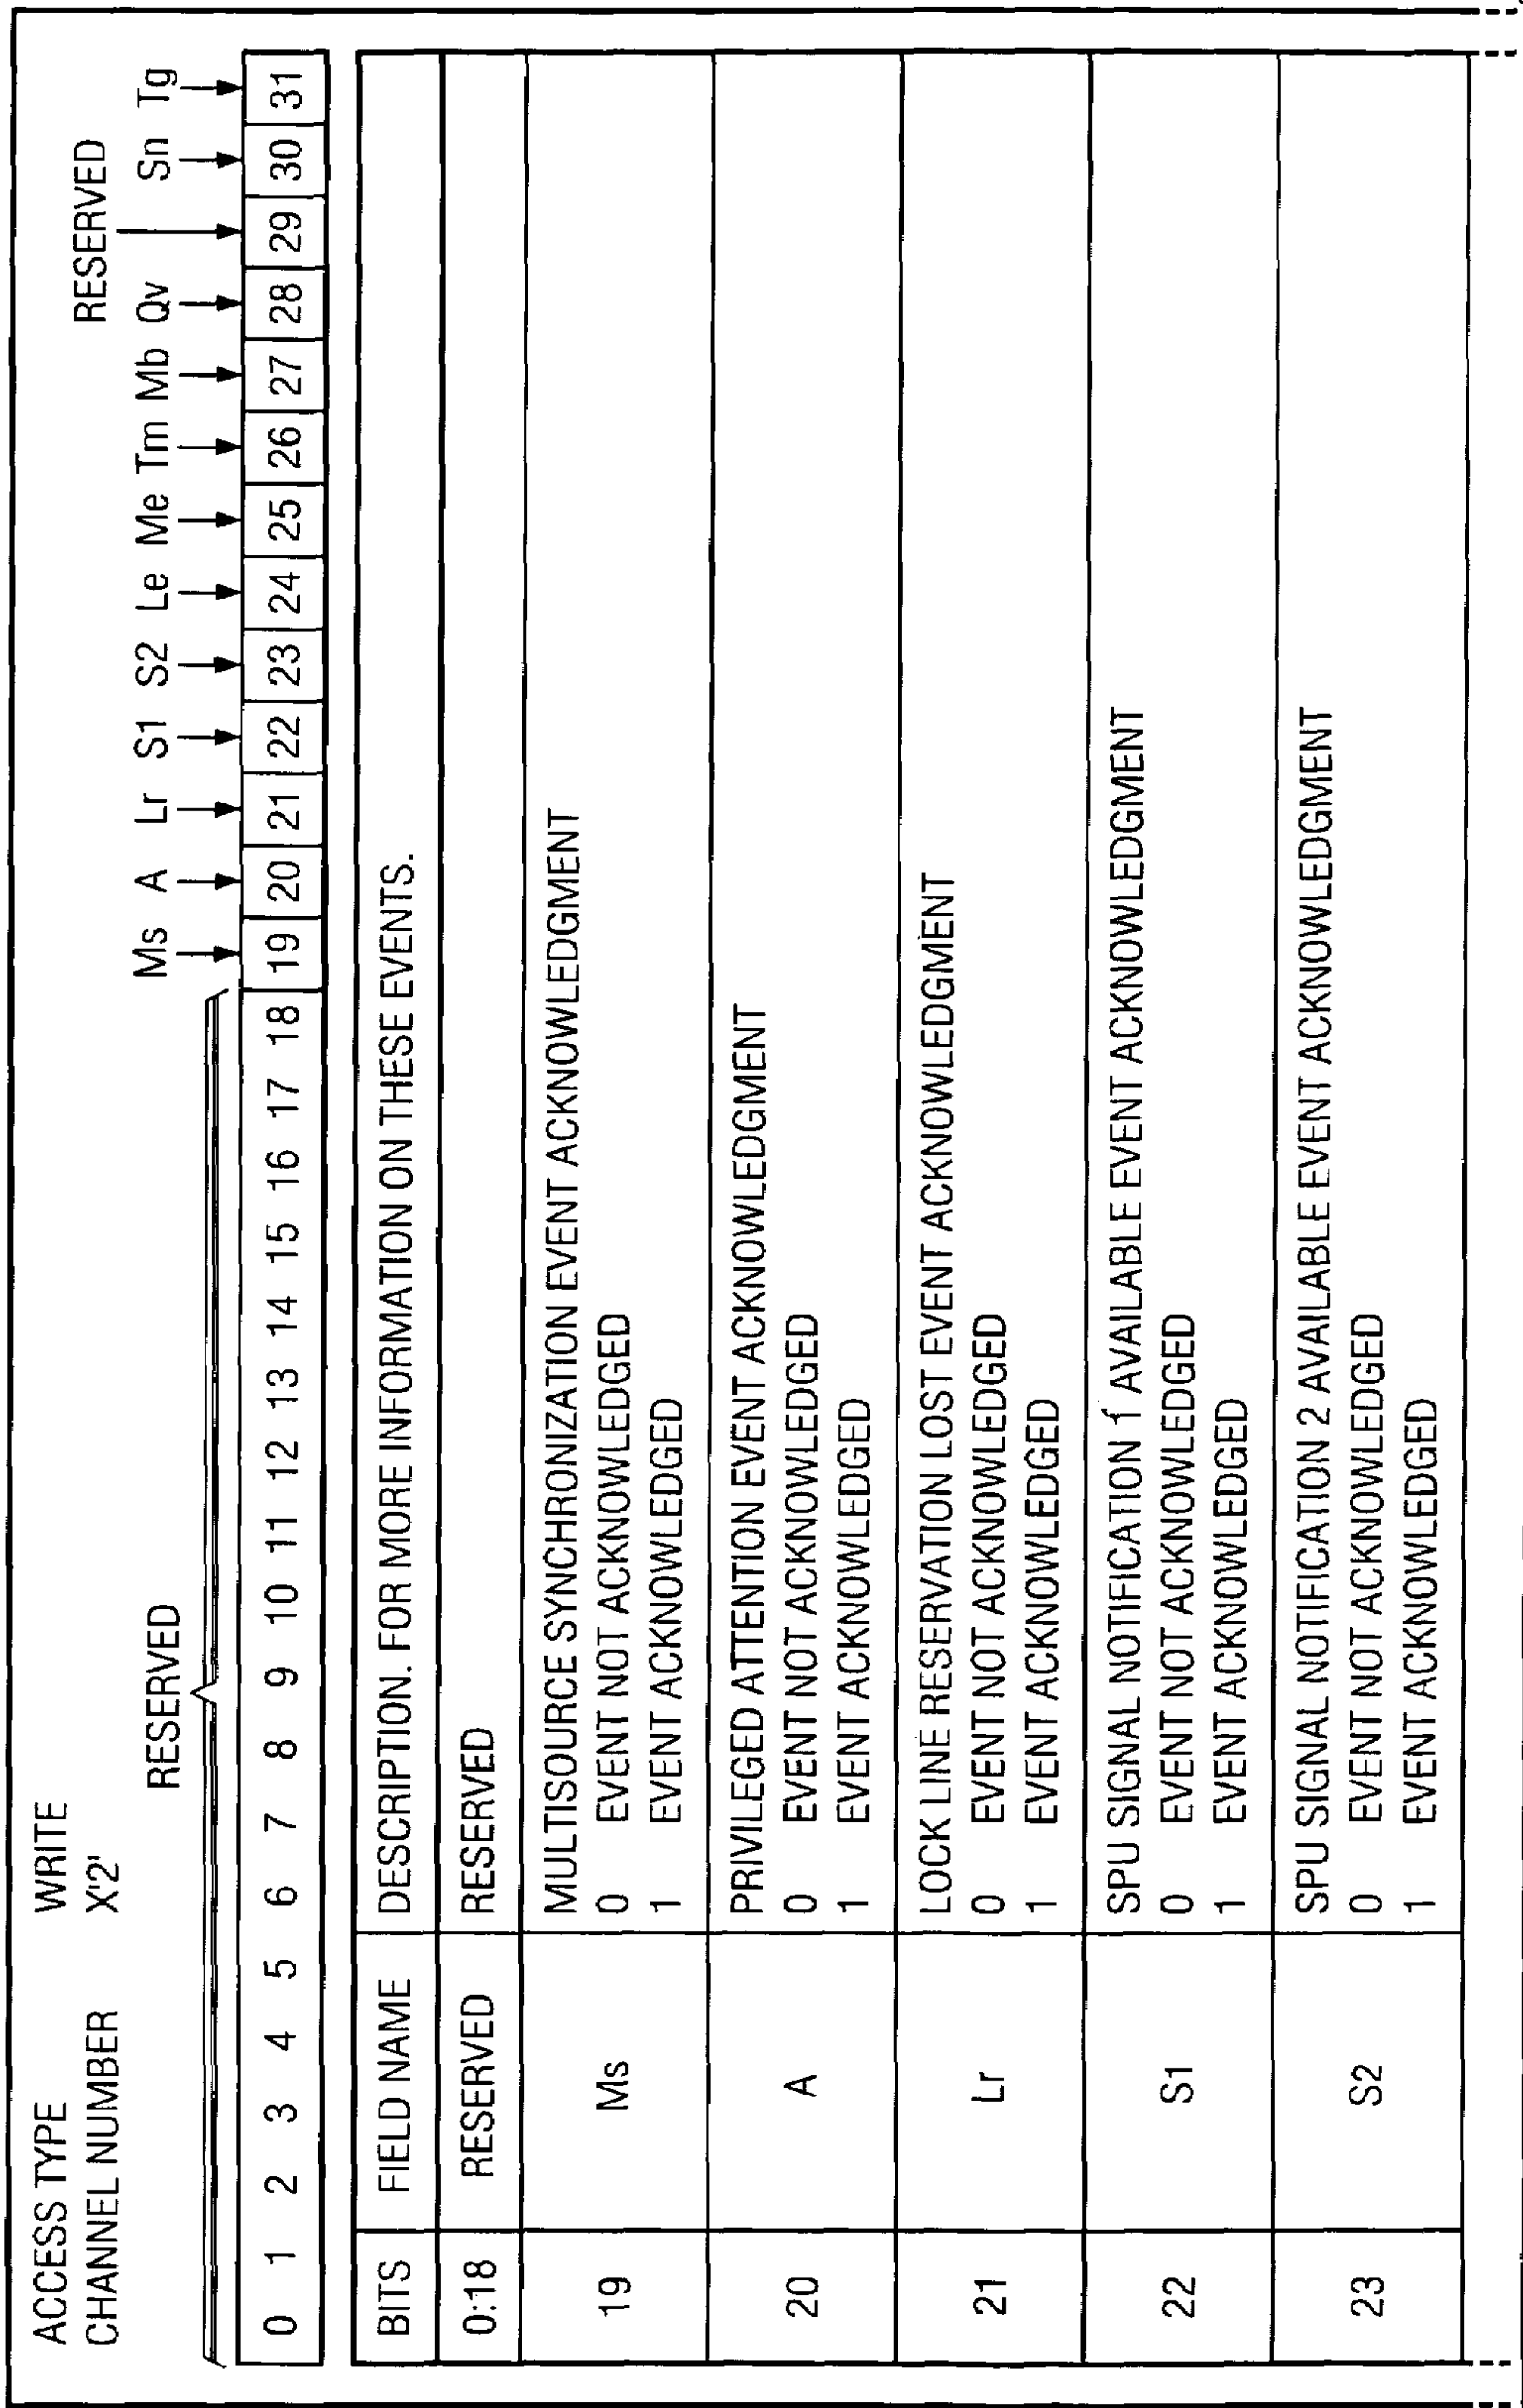 ACCESS TYPE WRITE
CHANNEL NUMBER X'2'
RESERVED
RESERVED
Ms A Lr S1 S2 Le Me Tm Mb Qv Sn Tg
0 1 2 3 4 5 6 7 8 9 10 11 12 13 14 15 16 17 18 19 20 21 22 23 24 25 26 27 28 29 30 31
BITS FIELD NAME DESCRIPTION. FOR MORE INFORMATION ON THESE EVENTS.
0:18 RESERVED RESERVED
19 Ms MULTISOURCE SYNCHRONIZATION EVENT ACKNOWLEDGMENT
0 EVENT NOT ACKNOWLEDGED
1 EVENT ACKNOWLEDGED
20 A PRIVILEGED ATTENTION EVENT ACKNOWLEDGMENT
0 EVENT NOT ACKNOWLEDGED
1 EVENT ACKNOWLEDGED
21 Lr LOCK LINE RESERVATION LOST EVENT ACKNOWLEDGMENT
0 EVENT NOT ACKNOWLEDGED
1 EVENT ACKNOWLEDGED
22 S1 SPU SIGNAL NOTIFICATION 1 AVAILABLE EVENT ACKNOWLEDGMENT
0 EVENT NOT ACKNOWLEDGED
1 EVENT ACKNOWLEDGED
23 S2 SPU SIGNAL NOTIFICATION 2 AVAILABLE EVENT ACKNOWLEDGMENT
0 EVENT NOT ACKNOWLEDGED
1 EVENT ACKNOWLEDGED